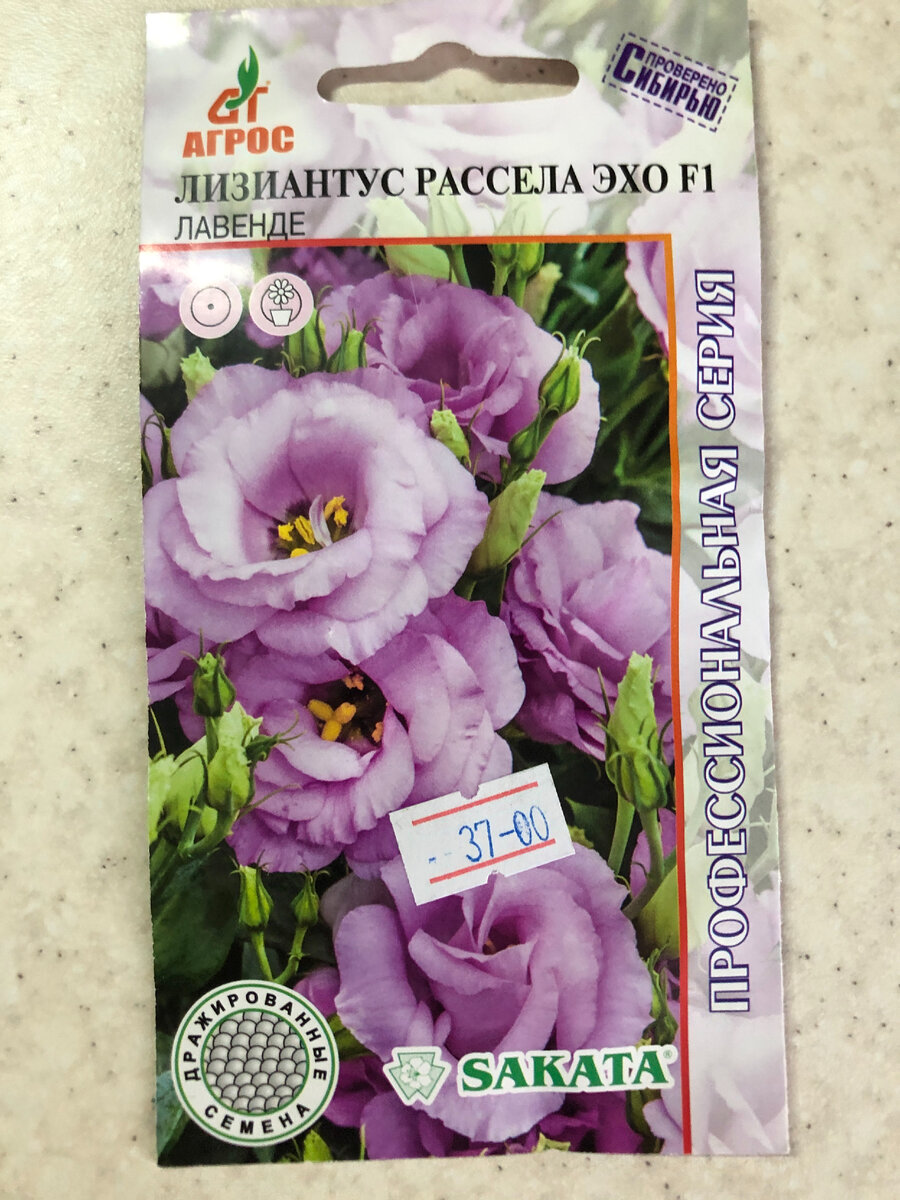 АГРОС
ПРОВЕРЕНО
СИБИРЬЮ
ЛИЗИАНТУС РАССЕЛА ЭХО F1
ЛАВЕНДЕ
ПРОФЕССИОНАЛЬНАЯ СЕРИЯ
37-00
ДРАЖИРОВАННЫЕ
СЕМЕНА
SAKATA®